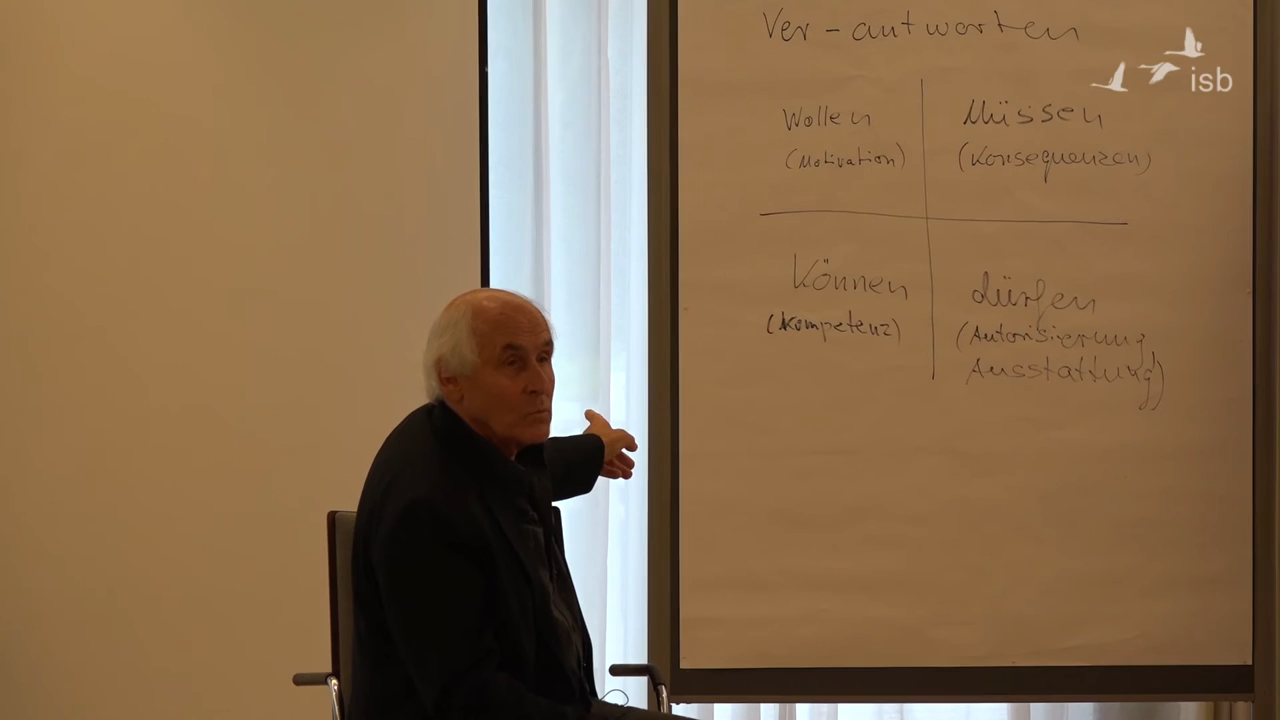 Ver-antworten
isb
Wollen
(Motivation)
Müssen
(Konsequenzen)
Können
(Kompetenz)
dürfen
(Autorisierung,
Ausstattung)